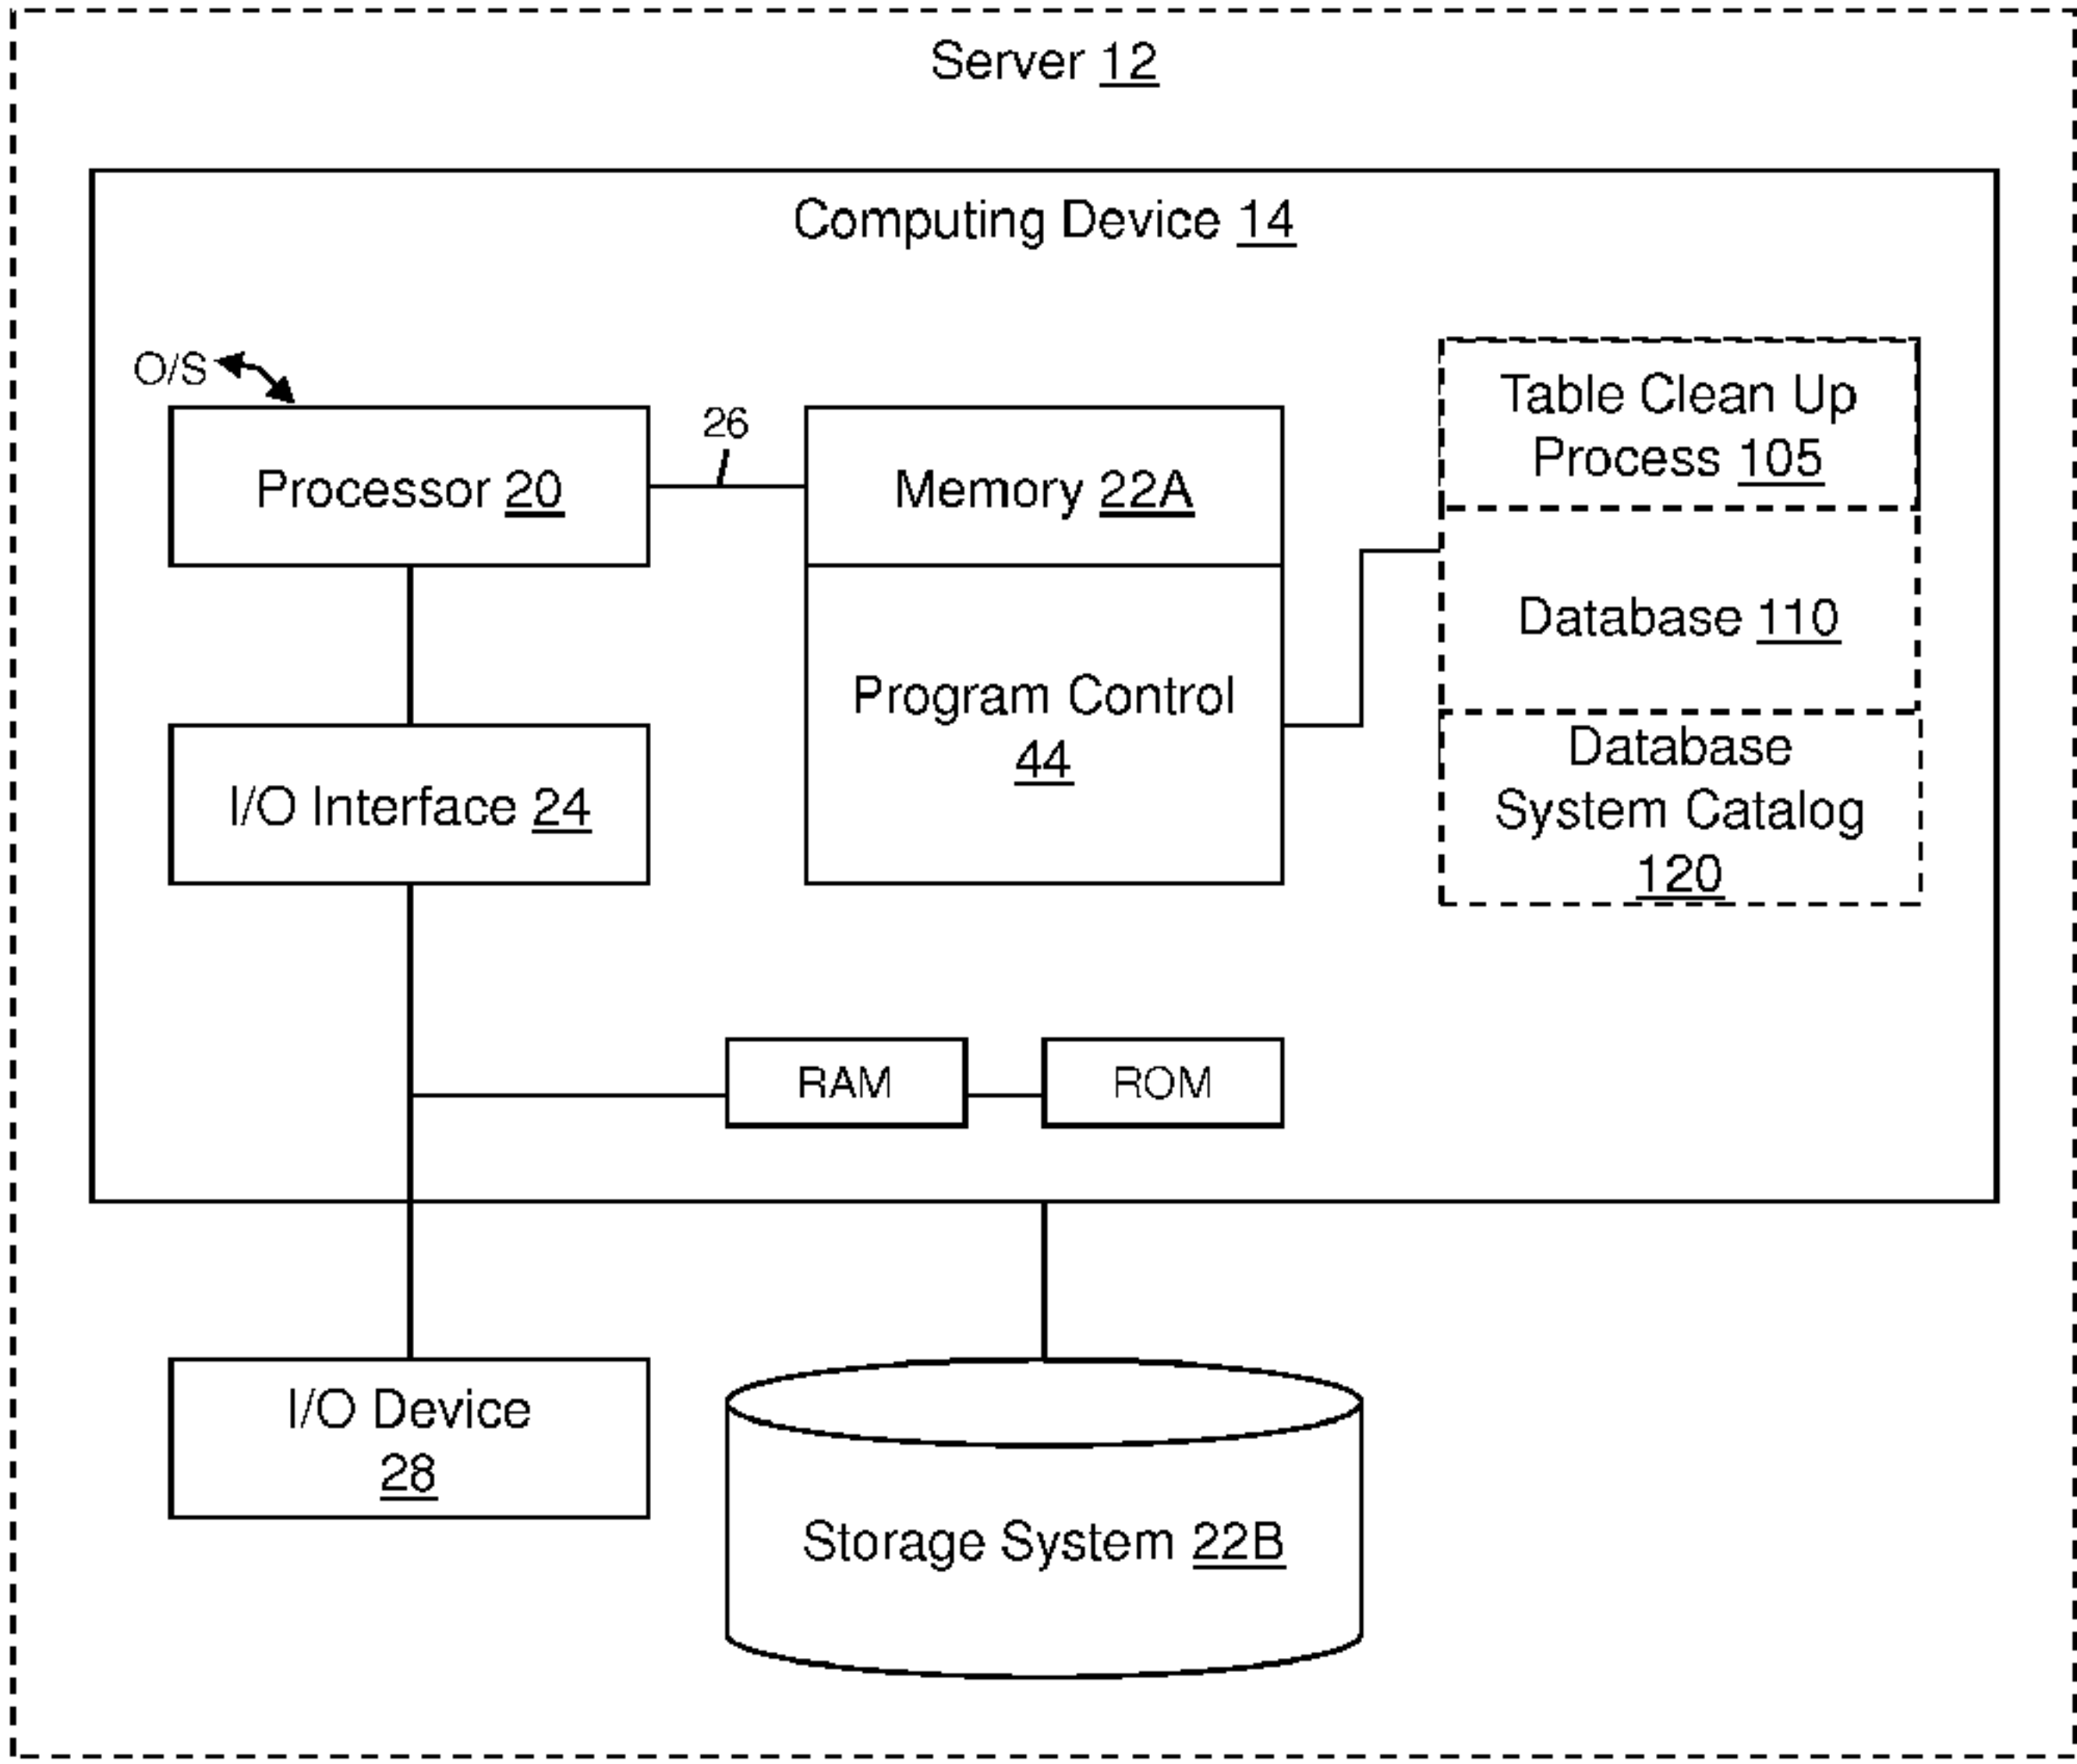 Server 12
Computing Device 14
O/S
26
Processor 20
Memory 22A
Table Clean Up
Process 105
Database 110
Program Control
44
Database
System Catalog
120
I/O Interface 24
RAM
ROM
I/O Device
28
Storage System 22B